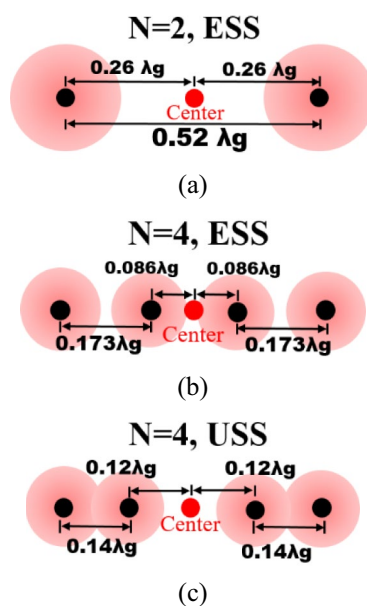 N=2, ESS
0.26 λg 0.26 λg
Center
0.52 λg
(a)
N=4, ESS
0.086λg 0.086λg
Center
0.173λg 0.173λg
(b)
N=4, USS
0.12λg 0.12λg
Center
0.14λg 0.14λg
(c)